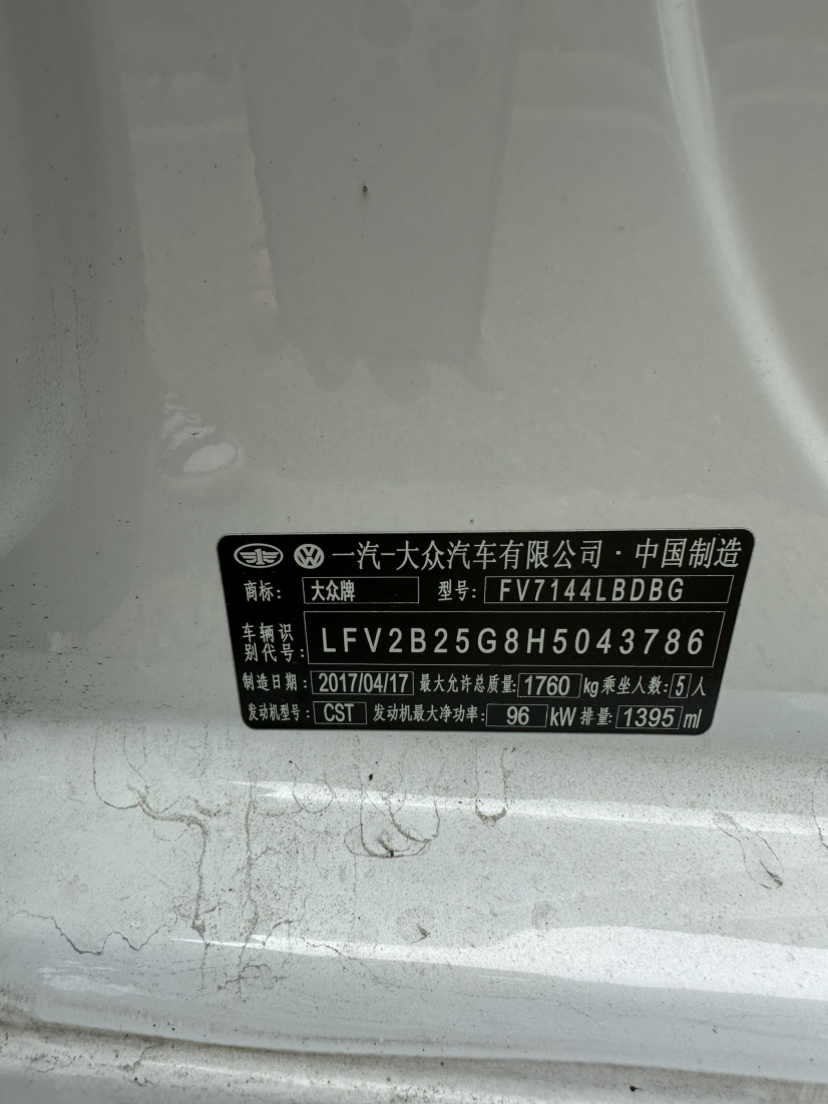 一汽-大众汽车有限公司·中国制造
商标: 大众牌 型号: FV7144LBDBG
车辆识别代号: LFV2B25G8H5043786
制造日期: 2017/04/17 最大允许总质量: 1760 kg 乘坐人数: 5 人
发动机型号: CST 发动机最大净功率: 96 kW 排量: 1395 ml